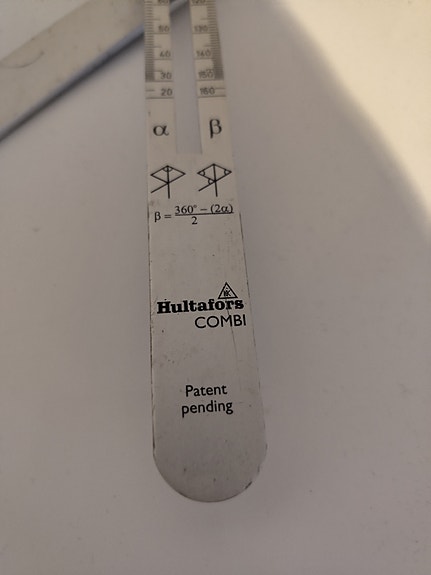 50 130
40 140
30 150
20 160
α β
β = 360° − (2α) / 2
Hultafors
COMBI
Patent
pending